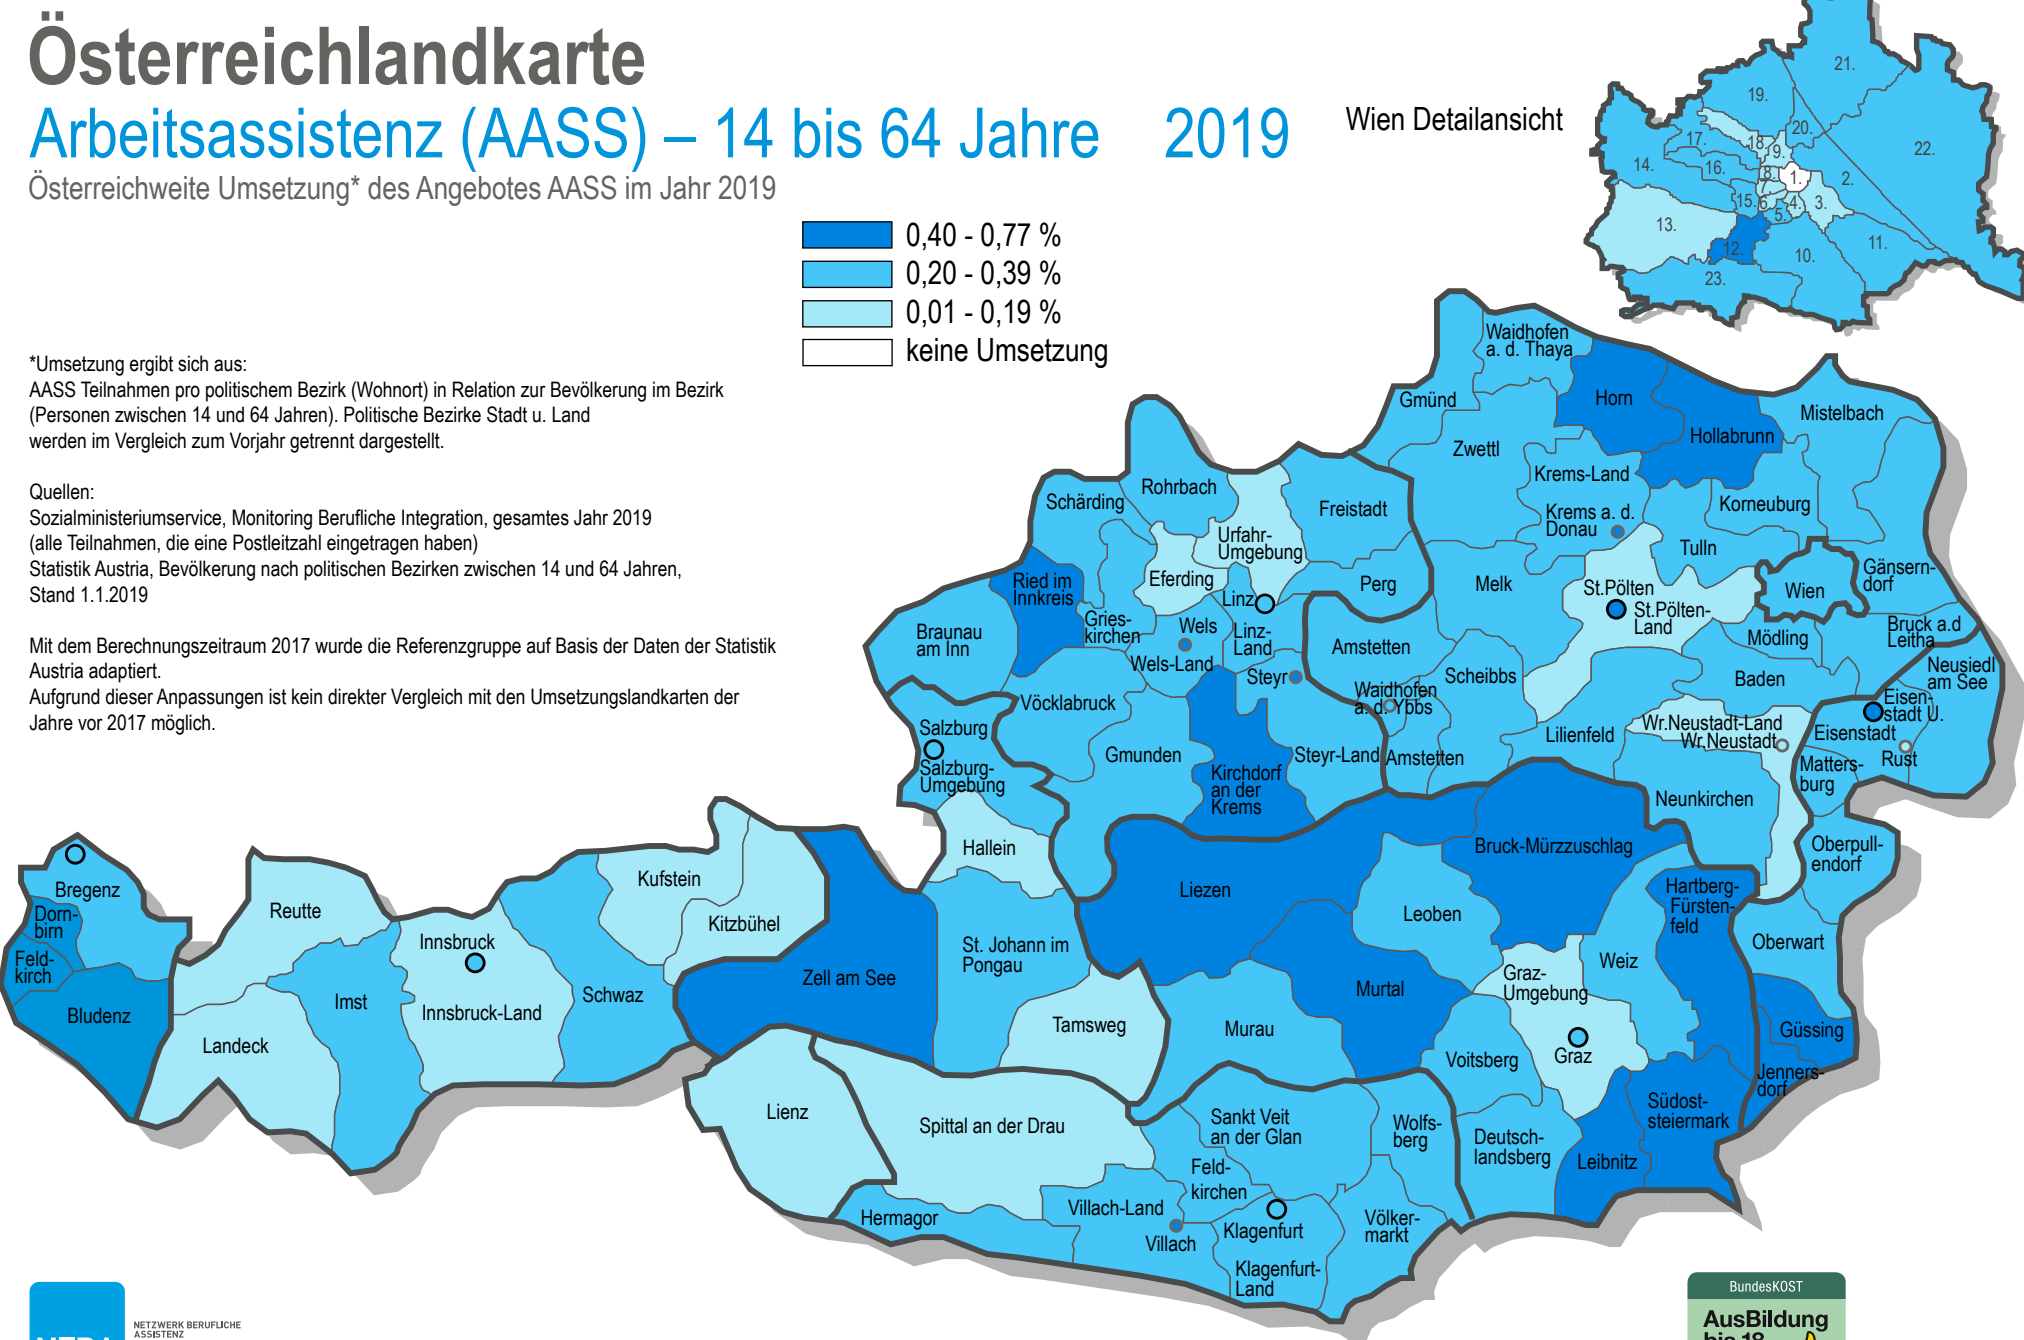 Österreichlandkarte
Arbeitsassistenz (AASS) – 14 bis 64 Jahre 2019
Österreichweite Umsetzung* des Angebotes AASS im Jahr 2019
Wien Detailansicht
0,40 - 0,77 %
0,20 - 0,39 %
0,01 - 0,19 %
keine Umsetzung
*Umsetzung ergibt sich aus:
AASS Teilnahmen pro politischem Bezirk (Wohnort) in Relation zur Bevölkerung im Bezirk
(Personen zwischen 14 und 64 Jahren). Politische Bezirke Stadt u. Land
werden im Vergleich zum Vorjahr getrennt dargestellt.
Quellen:
Sozialministeriumservice, Monitoring Berufliche Integration, gesamtes Jahr 2019
(alle Teilnahmen, die eine Postleitzahl eingetragen haben)
Statistik Austria, Bevölkerung nach politischen Bezirken zwischen 14 und 64 Jahren,
Stand 1.1.2019
Mit dem Berechnungszeitraum 2017 wurde die Referenzgruppe auf Basis der Daten der Statistik
Austria adaptiert.
Aufgrund dieser Anpassungen ist kein direkter Vergleich mit den Umsetzungslandkarten der
Jahre vor 2017 möglich.
21.
19.
20.
22.
17.
18.
9.
14.
16.
8.
1.
2.
7.
15.
6.
4.
3.
5.
13.
12.
10.
11.
23.
Waidhofen
a. d. Thaya
Gmünd
Horn
Hollabrunn
Mistelbach
Zwettl
Krems-Land
Krems a. d.
Donau
Korneuburg
Tulln
Gänsern-
dorf
Wien
Melk
St.Pölten
St.Pölten-
Land
Mödling
Bruck a.d
Leitha
Baden
Neusiedl
am See
Eisen-
stadt U.
Eisenstadt
Rust
Matters-
burg
Wr.Neustadt-Land
Wr.Neustadt
Lilienfeld
Neunkirchen
Scheibbs
Amstetten
Waidhofen
a. d. Ybbs
Amstetten
Oberpull-
endorf
Oberwart
Güssing
Jenners-
dorf
Rohrbach
Schärding
Freistadt
Urfahr-
Umgebung
Eferding
Perg
Linz
Linz-
Land
Ried im
Innkreis
Gries-
kirchen
Wels
Wels-Land
Steyr
Braunau
am Inn
Vöcklabruck
Gmunden
Kirchdorf
an der
Krems
Steyr-Land
Salzburg
Salzburg-
Umgebung
Hallein
Zell am See
St. Johann im
Pongau
Tamsweg
Liezen
Bruck-Mürzzuschlag
Leoben
Hartberg-
Fürsten-
feld
Weiz
Graz-
Umgebung
Graz
Murtal
Murau
Voitsberg
Deutsch-
landsberg
Leibnitz
Südost-
steiermark
Bregenz
Dorn-
birn
Feld-
kirch
Bludenz
Reutte
Landeck
Imst
Innsbruck
Innsbruck-Land
Schwaz
Kufstein
Kitzbühel
Lienz
Spittal an der Drau
Hermagor
Villach-Land
Villach
Feld-
kirchen
Sankt Veit
an der Glan
Klagenfurt
Klagenfurt-
Land
Völker-
markt
Wolfs-
berg
NETZWERK BERUFLICHE
ASSISTENZ
BundesKOST
AusBildung
bis 18